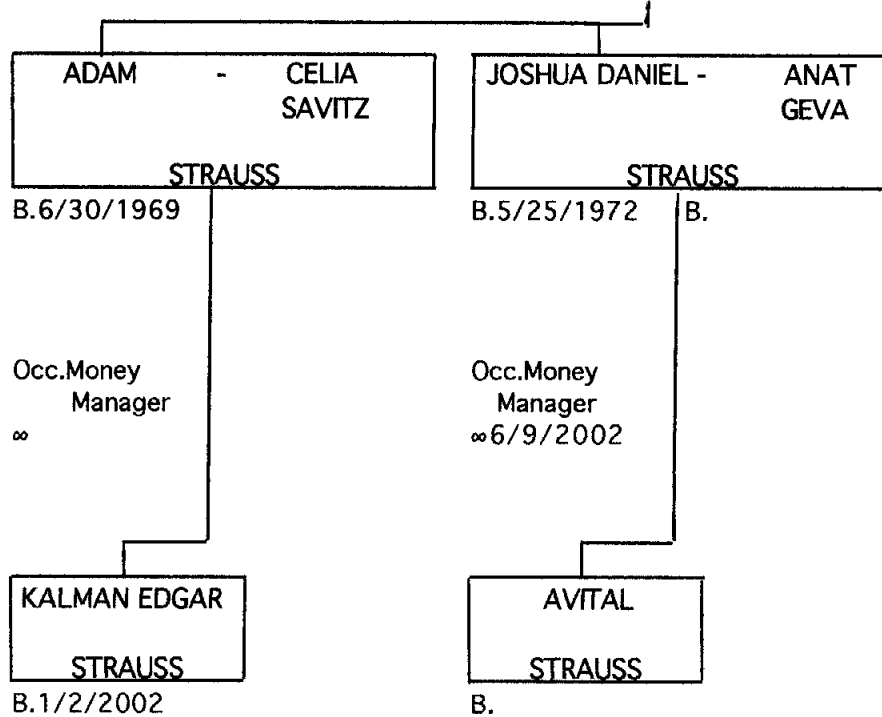 ADAM - CELIA
SAVITZ
STRAUSS
B.6/30/1969
Occ.Money
Manager
∞
JOSHUA DANIEL - ANAT
GEVA
STRAUSS
B.5/25/1972 B.
Occ.Money
Manager
∞6/9/2002
KALMAN EDGAR
STRAUSS
B.1/2/2002
AVITAL
STRAUSS
B.